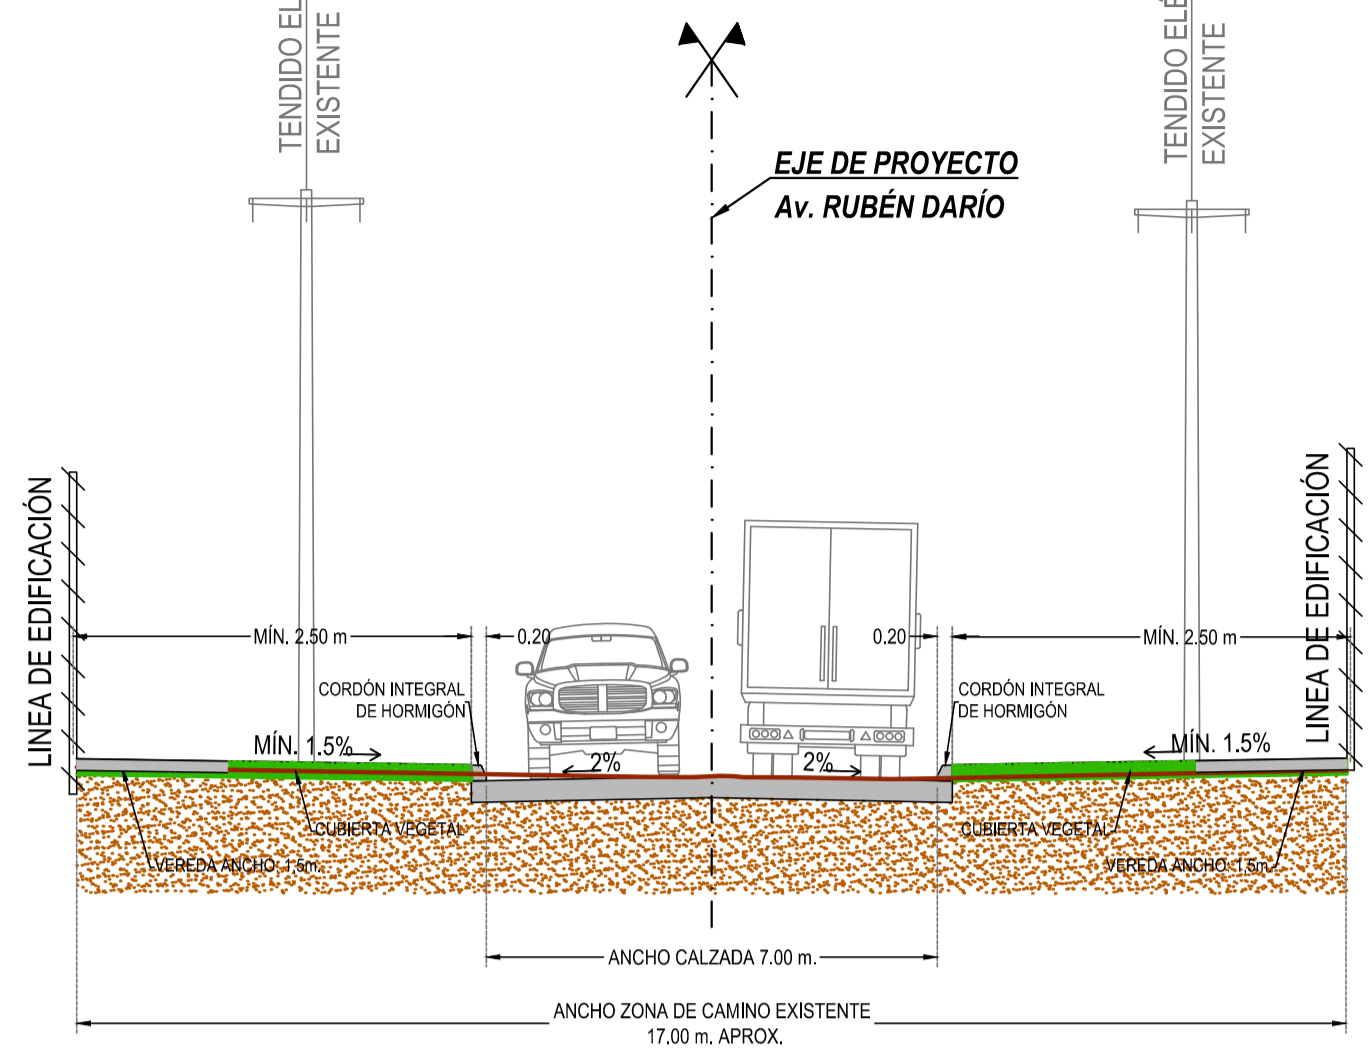 TENDIDO EL
EXISTENTE
TENDIDO ELÉ
EXISTENTE
EJE DE PROYECTO
Av. RUBÉN DARÍO
LINEA DE EDIFICACIÓN
LINEA DE EDIFICACIÓN
MÍN. 2.50 m
0.20
0.20
MÍN. 2.50 m
CORDÓN INTEGRAL
DE HORMIGÓN
CORDÓN INTEGRAL
DE HORMIGÓN
MÍN. 1.5%
2%
2%
MÍN. 1.5%
CUBIERTA VEGETAL
CUBIERTA VEGETAL
VEREDA ANCHO: 1,5m.
VEREDA ANCHO: 1,5m.
ANCHO CALZADA 7.00 m.
ANCHO ZONA DE CAMINO EXISTENTE
17.00 m. APROX.